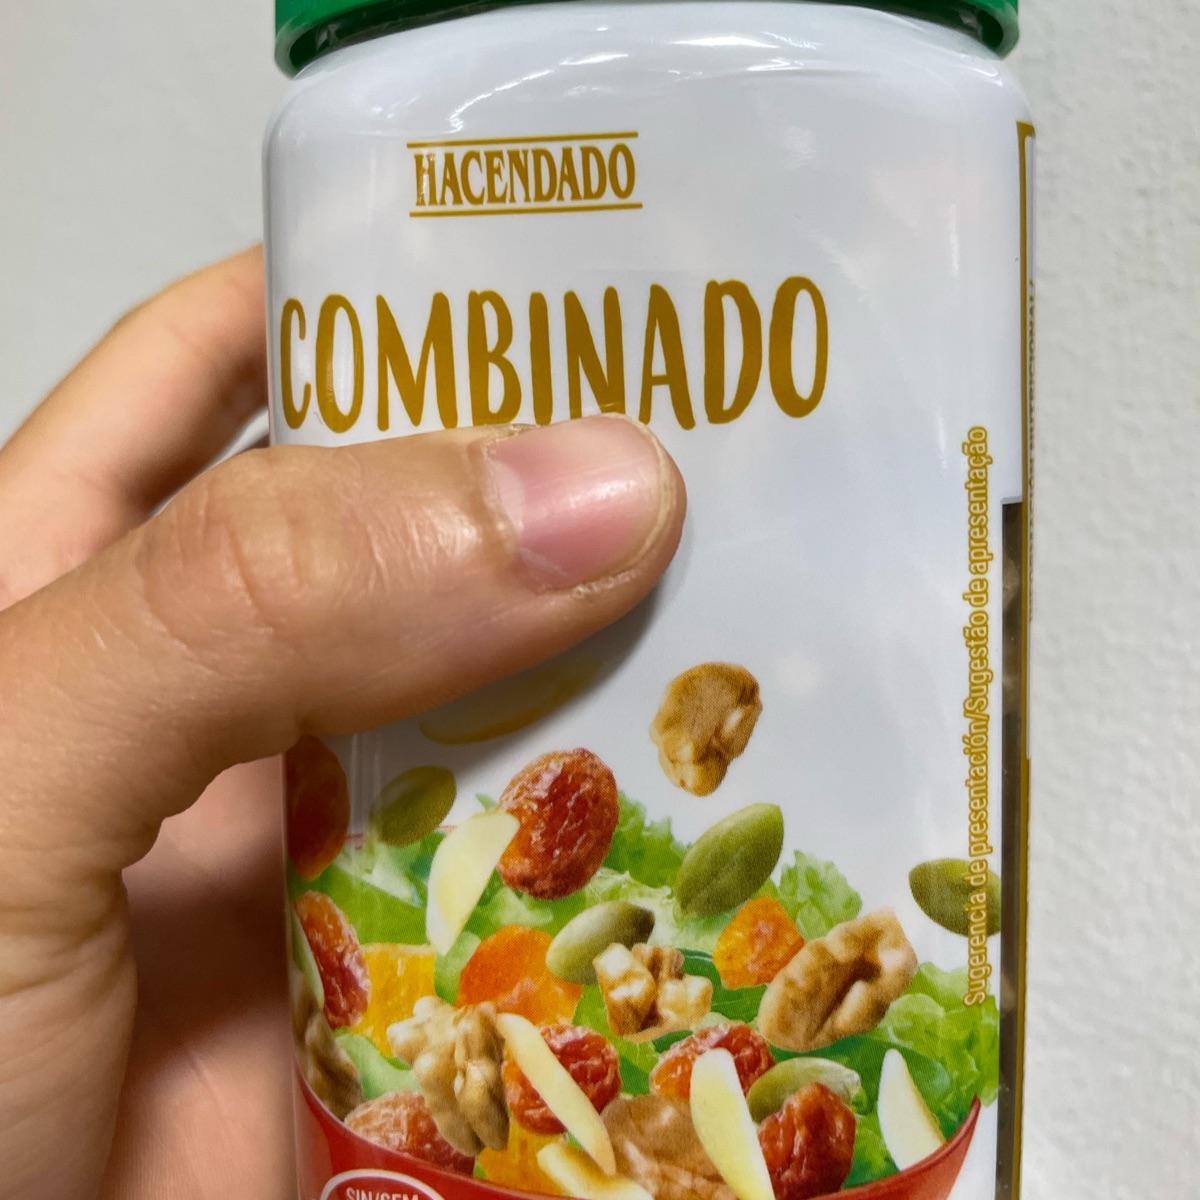 HACENDADO
COMBINADO
Sugerencia de presentación/Sugestão de apresentação
SIN/SEM